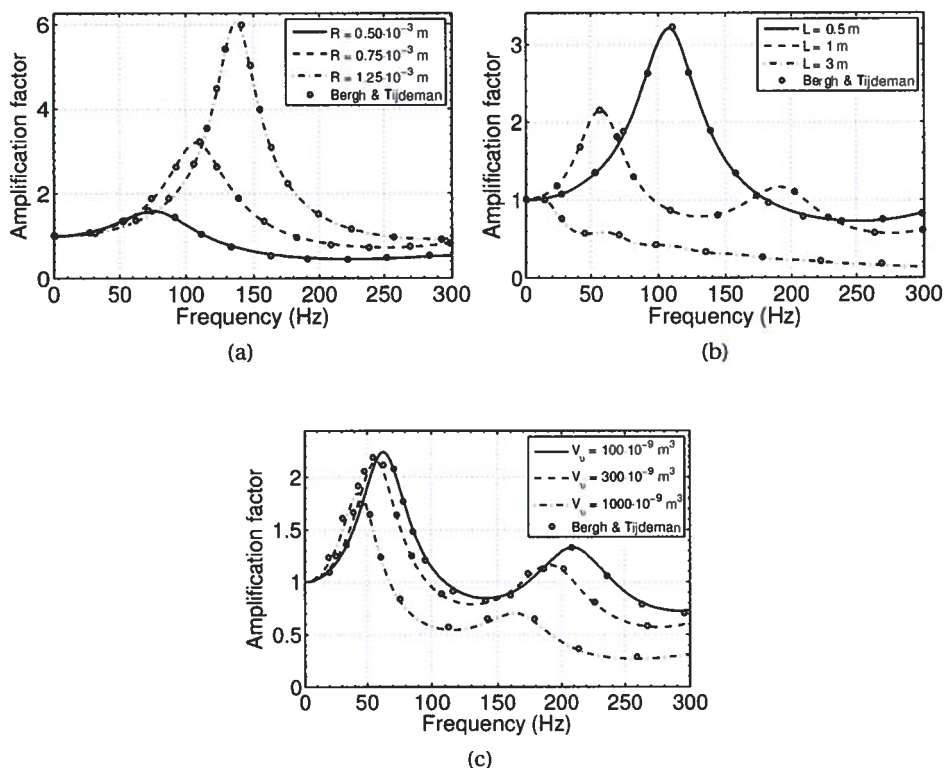 6
4
2
0
0 50 100 150 200 250 300
Amplification factor
Frequency (Hz)
R = 0.50·10⁻³ m
R = 0.75·10⁻³ m
R = 1.25·10⁻³ m
Bergh & Tijdeman
(a)
3
2
1
0
0 50 100 150 200 250 300
Amplification factor
Frequency (Hz)
L = 0.5 m
L = 1 m
L = 3 m
Bergh & Tijdeman
(b)
2
1.5
1
0.5
0
0 50 100 150 200 250 300
Amplification factor
Frequency (Hz)
V_υ = 100·10⁻⁹ m³
V_υ = 300·10⁻⁹ m³
V_υ = 1000·10⁻⁹ m³
Bergh & Tijdeman
(c)